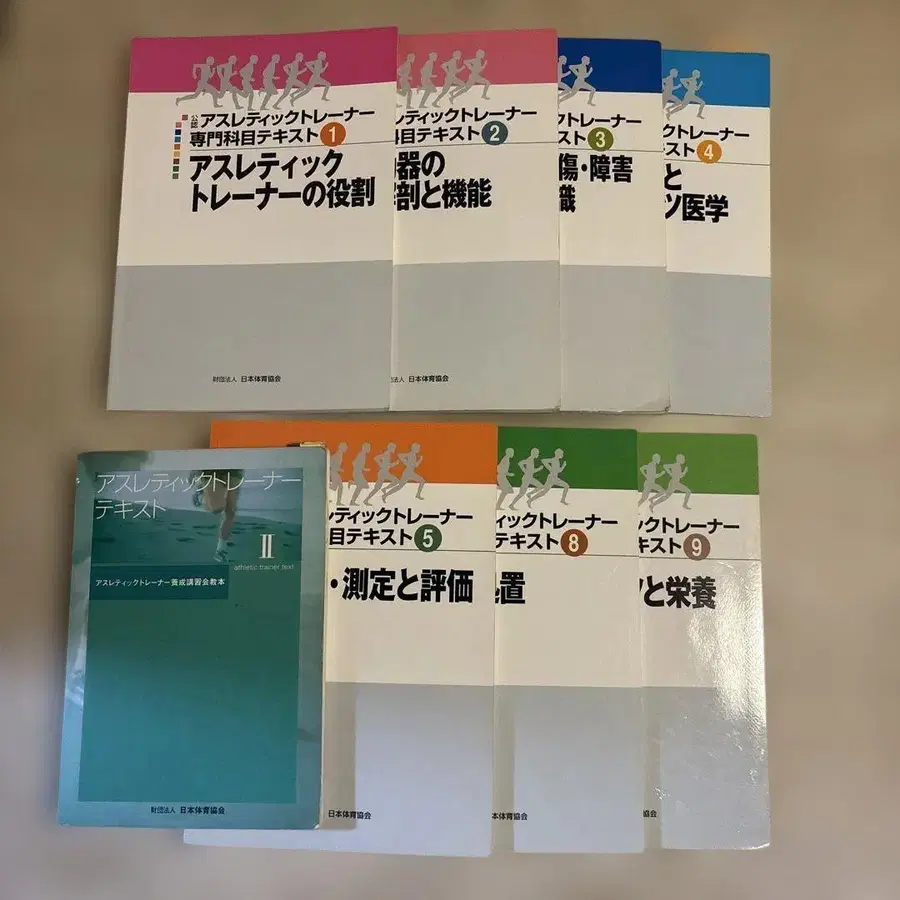 公認 アスレティックトレーナー
専門科目テキスト 1
アスレティック
トレーナーの役割
財団法人 日本体育協会
ティックトレーナー
目テキスト 2
器の
剖と機能
法人 日本体育協会
クトレーナー
キスト 3
傷・障害
識
クトレーナー
スト 4
と
ツ医学
アスレティックトレーナー
テキスト
II
athletic trainer text
アスレティックトレーナー養成講習会教本
財団法人 日本体育協会
ティックトレーナー
目テキスト 5
・測定と評価
日本体育協会
ィックトレーナー
テキスト 8
置
日本体育協会
ックトレーナー
キスト 9
ツと栄養
育協会